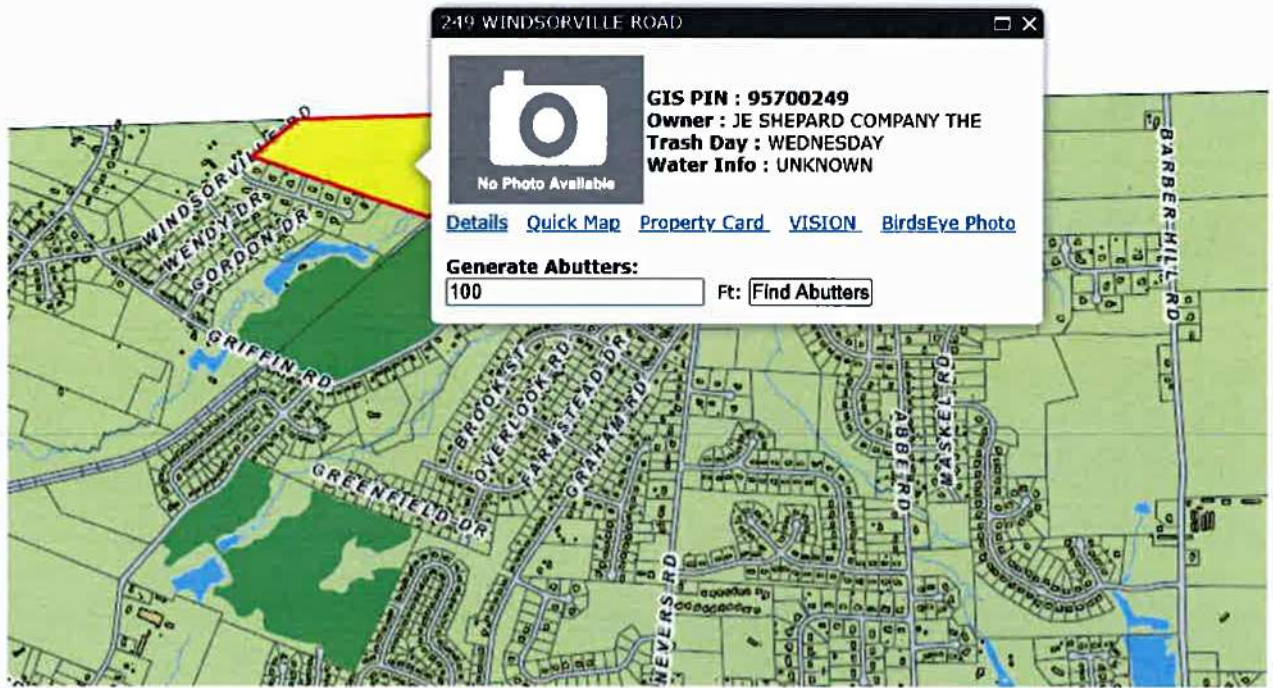 249 WINDSORVILLE ROAD
No Photo Available
GIS PIN : 95700249
Owner : JE SHEPARD COMPANY THE
Trash Day : WEDNESDAY
Water Info : UNKNOWN
Details Quick Map Property Card VISION BirdsEye Photo
Generate Abutters:
100 Ft: Find Abutters
WINDSORVILLE RD
WENDY DR
GORDON DR
GRIFFIN RD
BARBER HILL RD
BROOK ST
OVERLOOK RD
FARMSTEAD DR
GRAHAM RD
GREENFIELD DR
ABBE RD
MASKEL RD
NEVERS RD